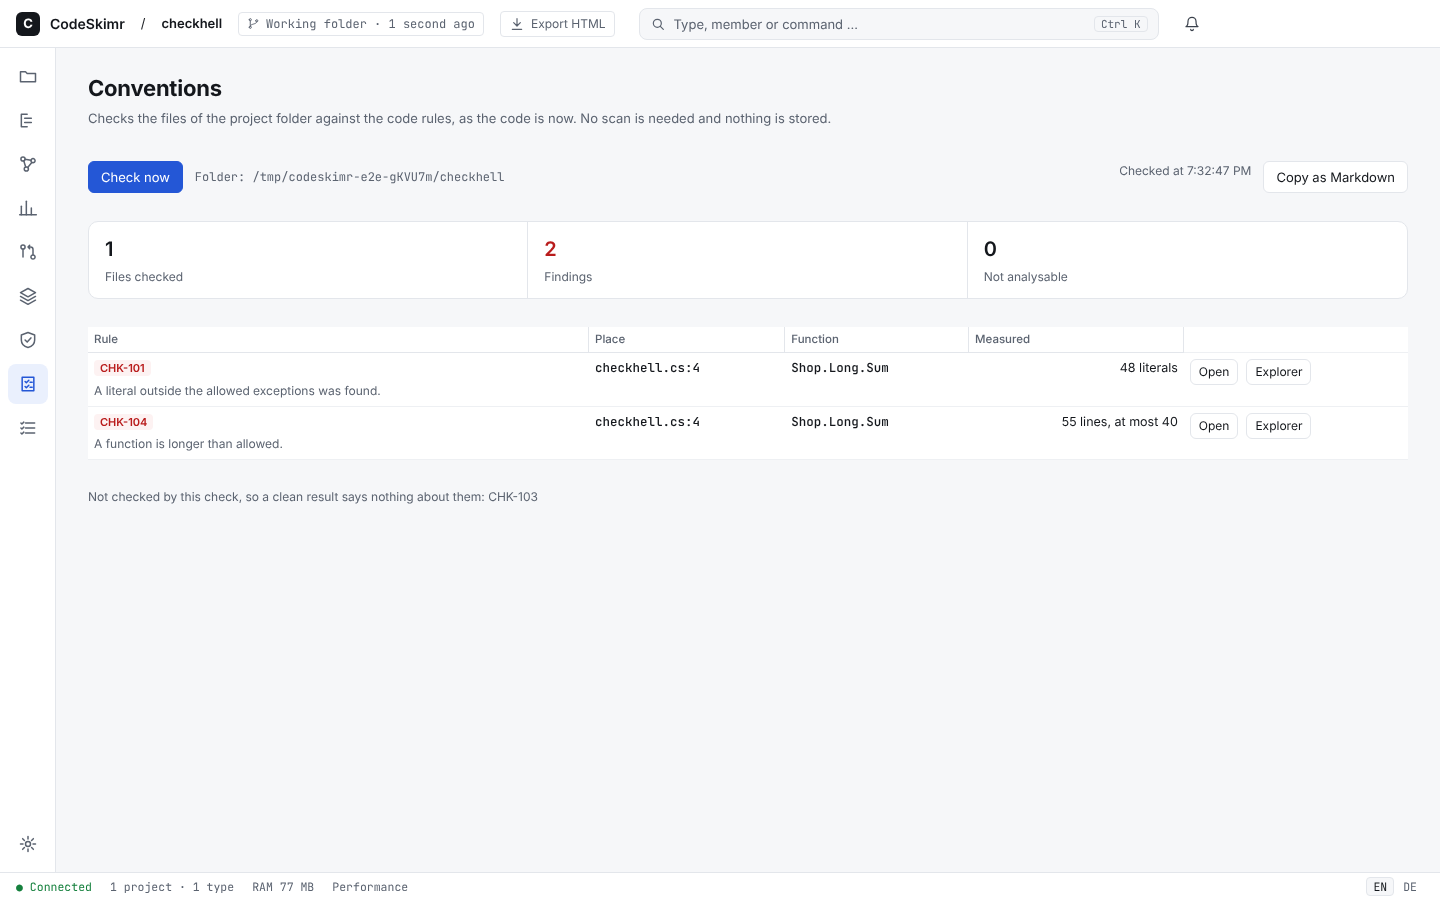 C CodeSkimr / checkhell Working folder · 1 second ago Export HTML Type, member or command ... Ctrl K
Conventions
Checks the files of the project folder against the code rules, as the code is now. No scan is needed and nothing is stored.
Check now Folder: /tmp/codeskimr-e2e-gKVU7m/checkhell Checked at 7:32:47 PM Copy as Markdown
1 2 0
Files checked Findings Not analysable
Rule Place Function Measured
CHK-101 checkhell.cs:4 Shop.Long.Sum 48 literals Open Explorer
A literal outside the allowed exceptions was found.
CHK-104 checkhell.cs:4 Shop.Long.Sum 55 lines, at most 40 Open Explorer
A function is longer than allowed.
Not checked by this check, so a clean result says nothing about them: CHK-103
Connected 1 project · 1 type RAM 77 MB Performance EN DE